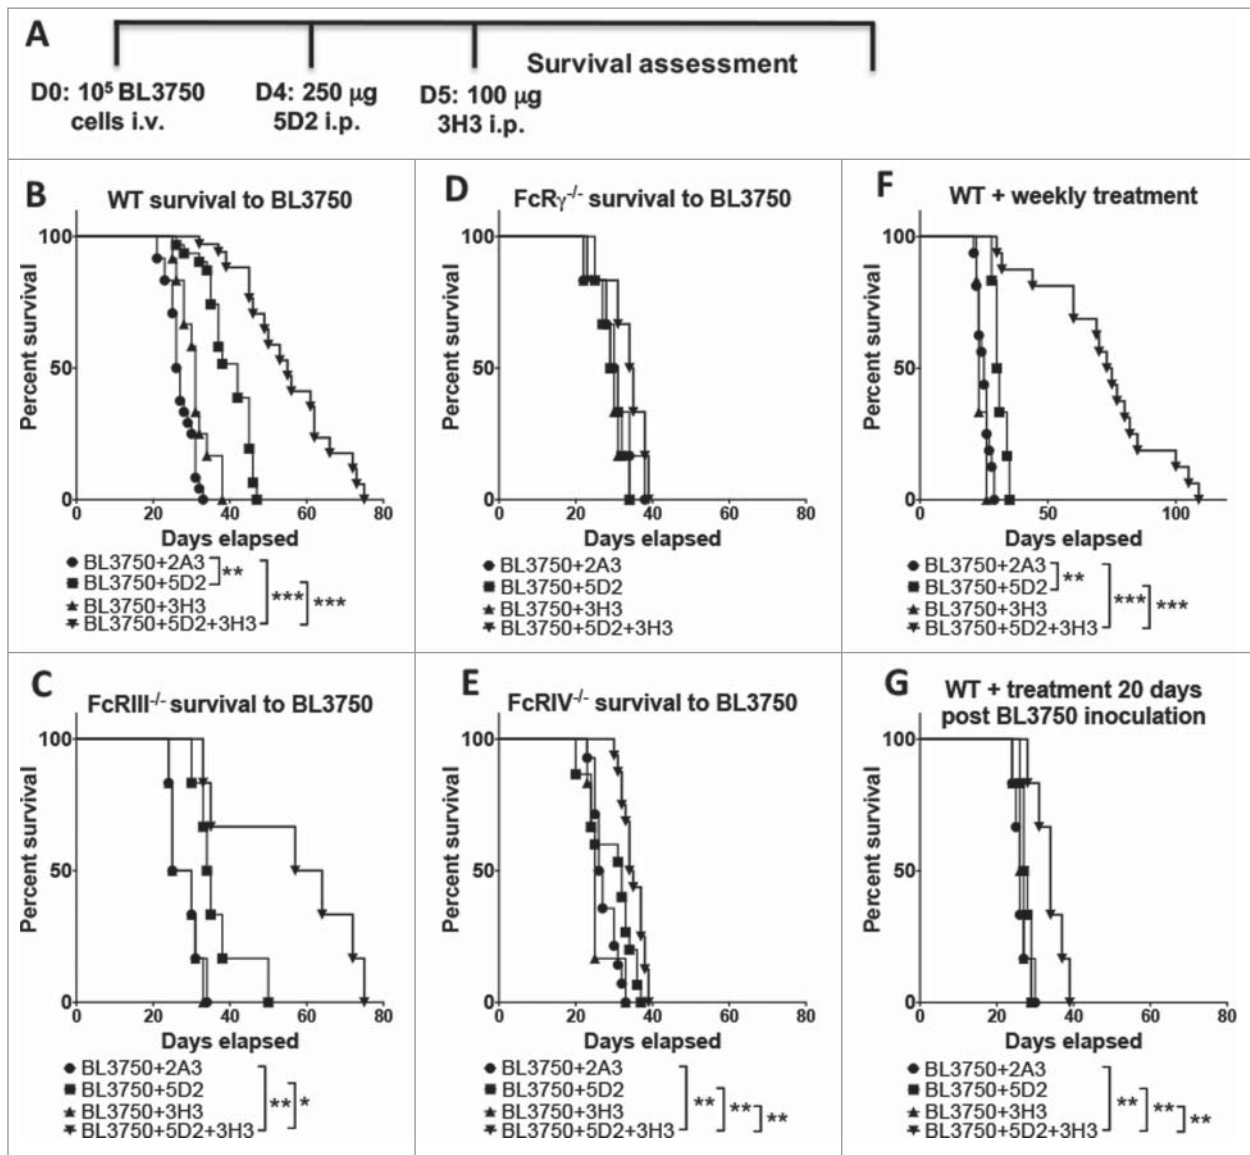 A
Survival assessment
D0: 10⁵ BL3750
cells i.v.
D4: 250 μg
5D2 i.p.
D5: 100 μg
3H3 i.p.
B
WT survival to BL3750
Percent survival
100
50
0
0 20 40 60 80
Days elapsed
BL3750+2A3
BL3750+5D2
BL3750+3H3
BL3750+5D2+3H3
**
***
***
D
FcRγ-/- survival to BL3750
Percent survival
100
50
0
0 20 40 60 80
Days elapsed
BL3750+2A3
BL3750+5D2
BL3750+3H3
BL3750+5D2+3H3
F
WT + weekly treatment
Percent survival
100
50
0
0 50 100
Days elapsed
BL3750+2A3
BL3750+5D2
BL3750+3H3
BL3750+5D2+3H3
**
***
***
C
FcRIII-/- survival to BL3750
Percent survival
100
50
0
0 20 40 60 80
Days elapsed
BL3750+2A3
BL3750+5D2
BL3750+3H3
BL3750+5D2+3H3
**
*
E
FcRIV-/- survival to BL3750
Percent survival
100
50
0
0 20 40 60 80
Days elapsed
BL3750+2A3
BL3750+5D2
BL3750+3H3
BL3750+5D2+3H3
**
**
**
G
WT + treatment 20 days
post BL3750 inoculation
Percent survival
100
50
0
0 20 40 60 80
Days elapsed
BL3750+2A3
BL3750+5D2
BL3750+3H3
BL3750+5D2+3H3
**
**
**